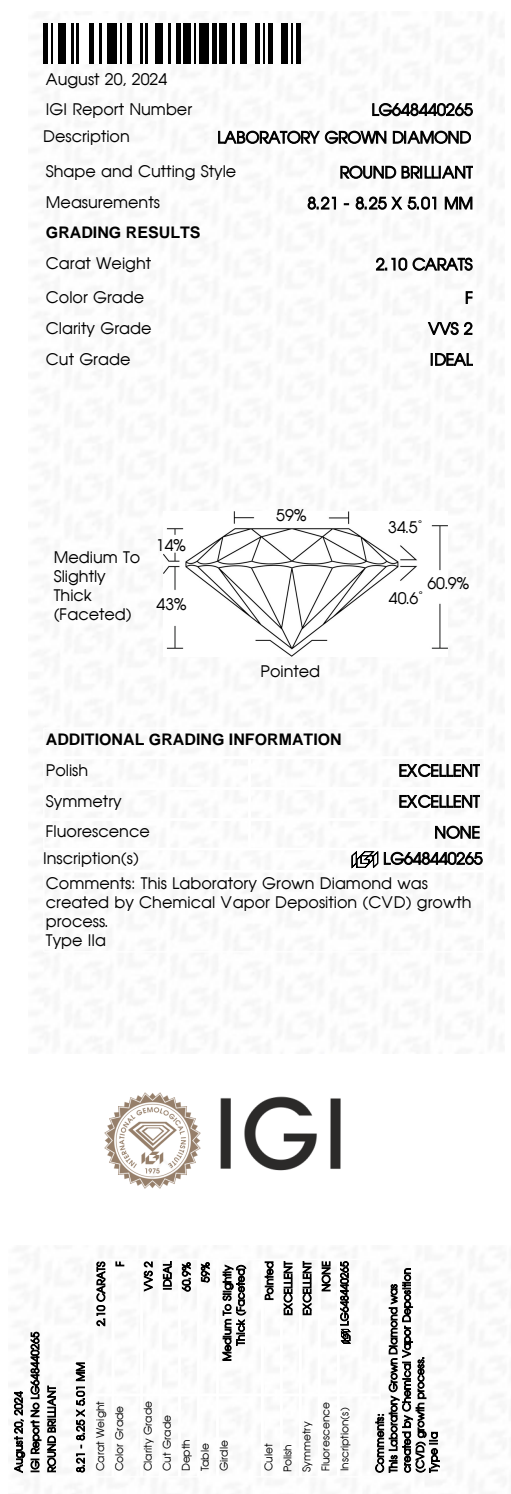 August 20, 2024
IGI Report Number LG648440265
Description LABORATORY GROWN DIAMOND
Shape and Cutting Style ROUND BRILLIANT
Measurements 8.21 - 8.25 X 5.01 MM
GRADING RESULTS
Carat Weight 2.10 CARATS
Color Grade F
Clarity Grade VVS 2
Cut Grade IDEAL
59%
34.5°
14%
Medium To
Slightly
Thick
(Faceted)
43%
40.6°
60.9%
Pointed
ADDITIONAL GRADING INFORMATION
Polish EXCELLENT
Symmetry EXCELLENT
Fluorescence NONE
Inscription(s) IGI LG648440265
Comments: This Laboratory Grown Diamond was
created by Chemical Vapor Deposition (CVD) growth
process.
Type IIa
INTERNATIONAL GEMOLOGICAL INSTITUTE
IGI
1975
IGI
August 20, 2024
IGI Report No LG648440265
ROUND BRILLIANT
8.21 - 8.25 X 5.01 MM
Carat Weight 2.10 CARATS
Color Grade F
Clarity Grade VVS 2
Cut Grade IDEAL
Depth 60.9%
Table 59%
Girdle Medium To Slightly
Thick (Faceted)
Culet Pointed
Polish EXCELLENT
Symmetry EXCELLENT
Fluorescence NONE
Inscription(s) IGI LG648440265
Comments:
This Laboratory Grown Diamond was
created by Chemical Vapor Deposition
(CVD) growth process.
Type IIa